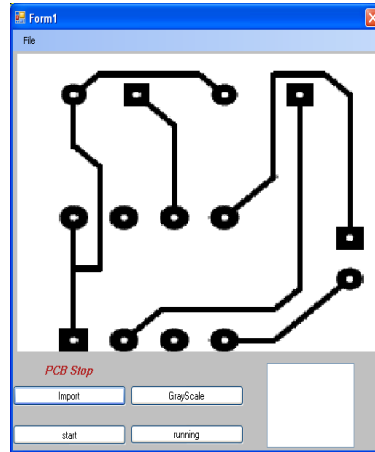 Form1
File
PCB Stop
Import
GrayScale
start
running